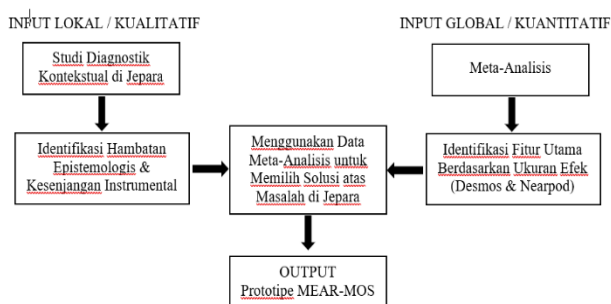 INPUT LOKAL / KUALITATIF
INPUT GLOBAL / KUANTITATIF
Studi Diagnostik
Kontekstual di Jepara
Meta-Analisis
Identifikasi Hambatan
Epistemologis &
Kesenjangan Instrumental
Menggunakan Data
Meta-Analisis untuk
Memilih Solusi atas
Masalah di Jepara
Identifikasi Fitur Utama
Berdasarkan Ukuran Efek
(Desmos & Nearpod)
OUTPUT
Prototipe MEAR-MOS